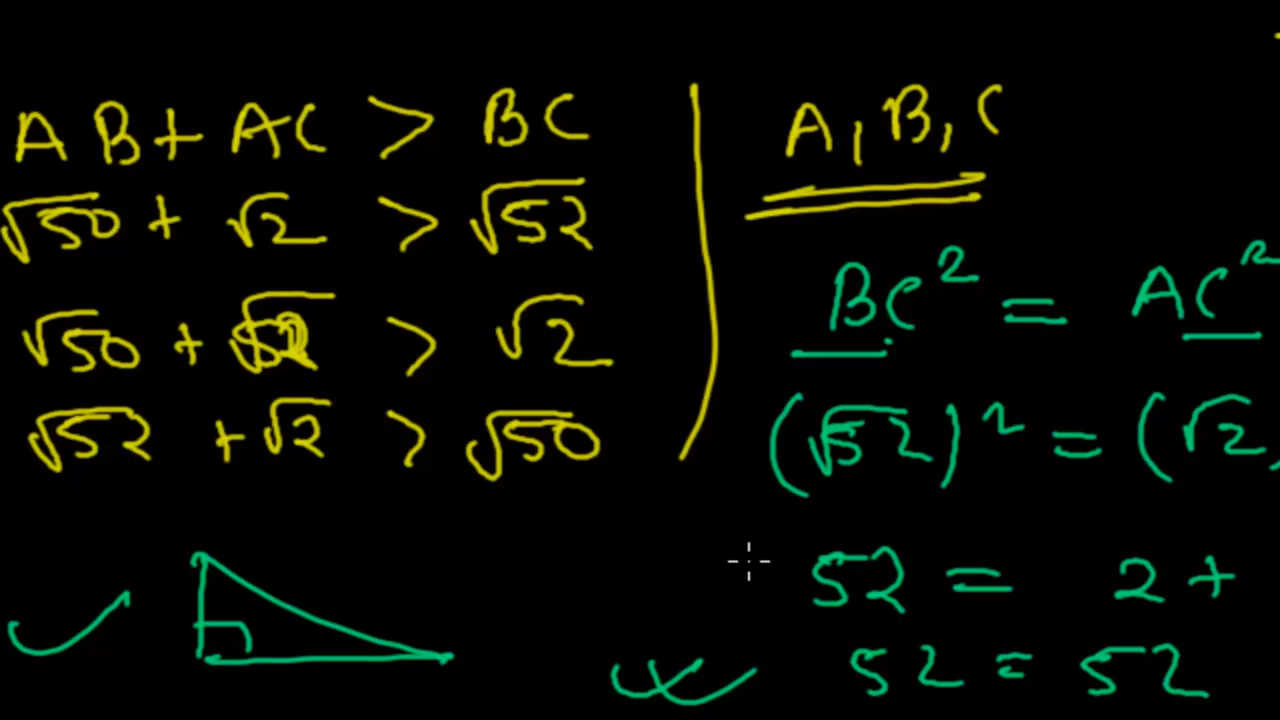 AB + AC > BC
√50 + √2 > √52
√50 + √52 > √2
√52 + √2 > √50
A, B, C
BC² = AC²
(√52)² = (√2)
52 = 2 +
52 = 52